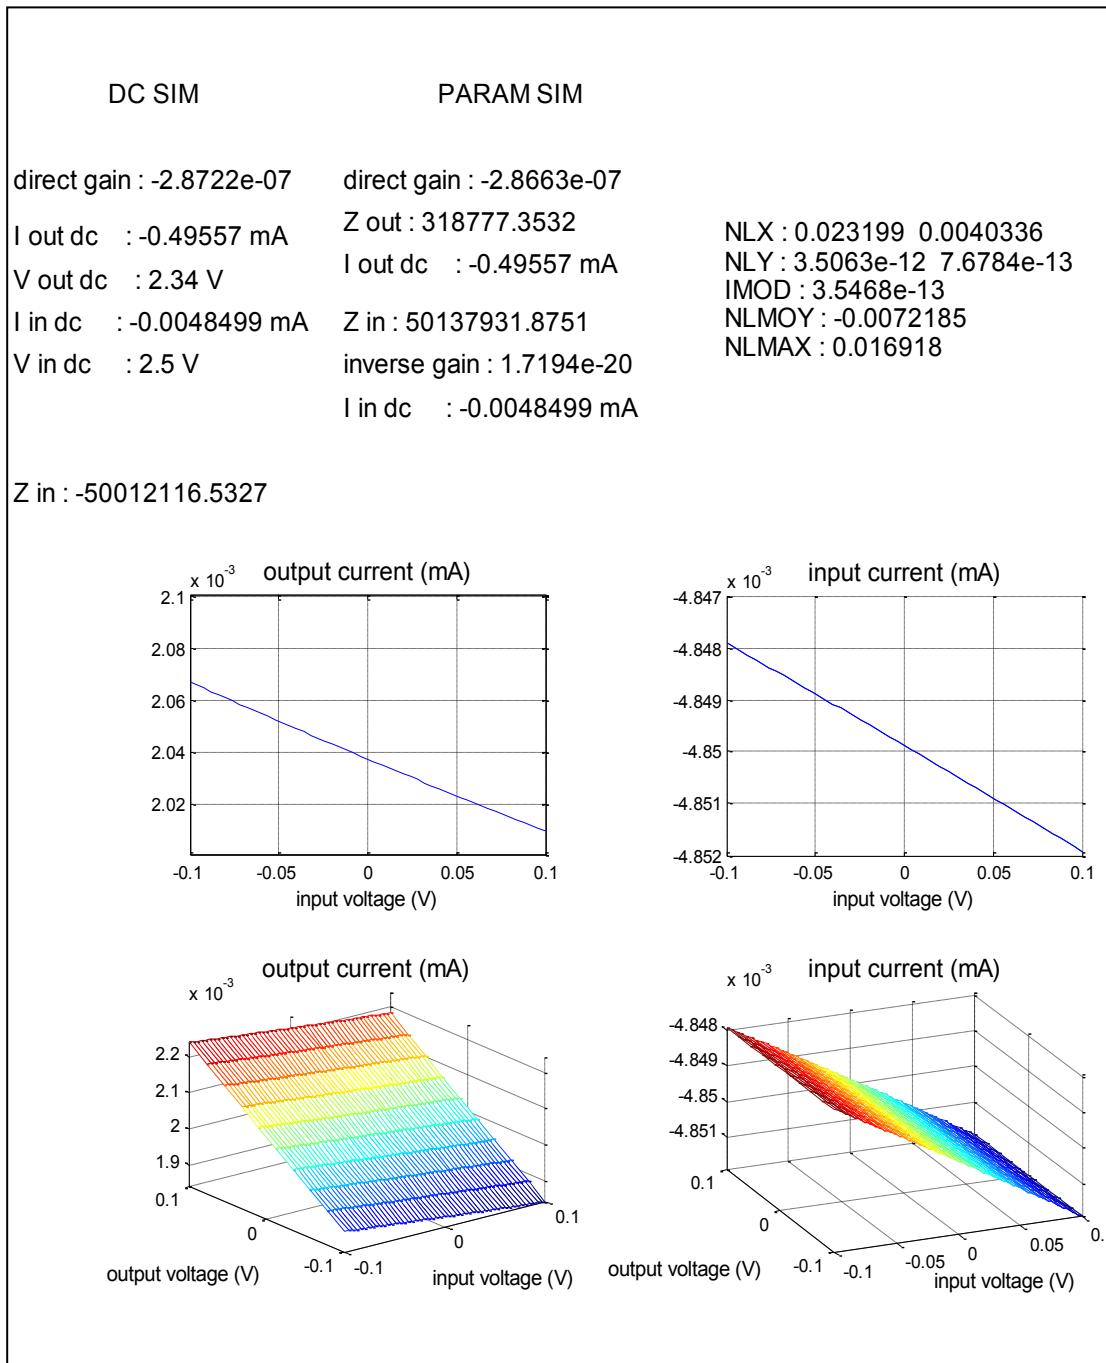 DC SIM
PARAM SIM
direct gain : -2.8722e-07
I out dc : -0.49557 mA
V out dc : 2.34 V
I in dc : -0.0048499 mA
V in dc : 2.5 V
direct gain : -2.8663e-07
Z out : 318777.3532
I out dc : -0.49557 mA
Z in : 50137931.8751
inverse gain : 1.7194e-20
I in dc : -0.0048499 mA
NLX : 0.023199 0.0040336
NLY : 3.5063e-12 7.6784e-13
IMOD : 3.5468e-13
NLMOY : -0.0072185
NLMAX : 0.016918
Z in : -50012116.5327
x 10-3
output current (mA)
2.1
2.08
2.06
2.04
2.02
-0.1 -0.05 0 0.05 0.1
input voltage (V)
x 10-3
input current (mA)
-4.847
-4.848
-4.849
-4.85
-4.851
-4.852
-0.1 -0.05 0 0.05 0.1
input voltage (V)
output current (mA)
x 10-3
2.2
2.1
2
1.9
0.1
0
-0.1
-0.1
0
0.1
output voltage (V)
input voltage (V)
input current (mA)
x 10-3
-4.848
-4.849
-4.85
-4.851
0.1
0
-0.1
-0.1
-0.05
0
0.05
0.
output voltage (V)
input voltage (V)